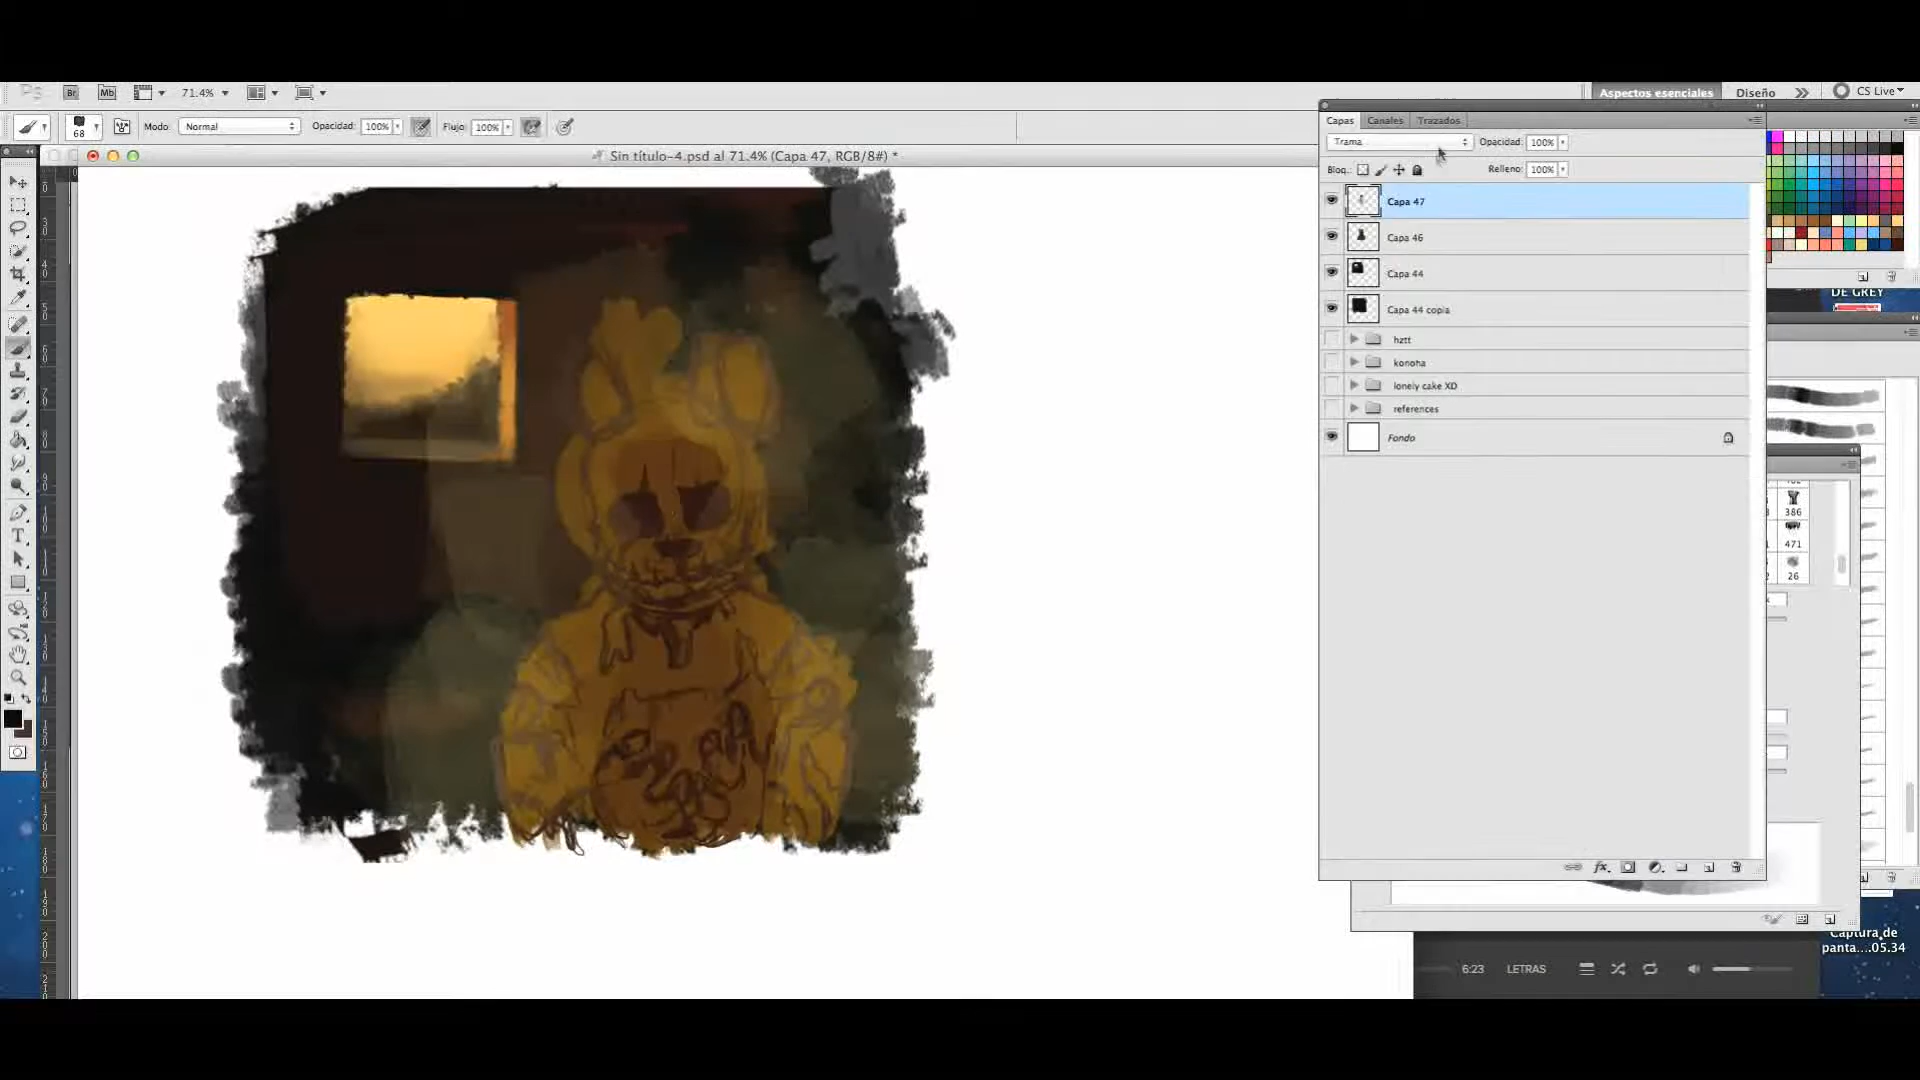 Br Mb 71.4% Aspectos esenciales Diseño CS Live
68 Modo: Normal Opacidad: 100% Flujo: 100%
Capas Canales Trazados
Sin título-4.psd al 71.4% (Capa 47, RGB/8#) *
Trama Opacidad: 100%
Bloq.: Relleno: 100%
Capa 47
Capa 46
Capa 44
DE GREY
Capa 44 copia
hztt
konoha
lonely cake XD
references
Fondo
386
471
26
Captura de
panta....05.34
6:23 LETRAS